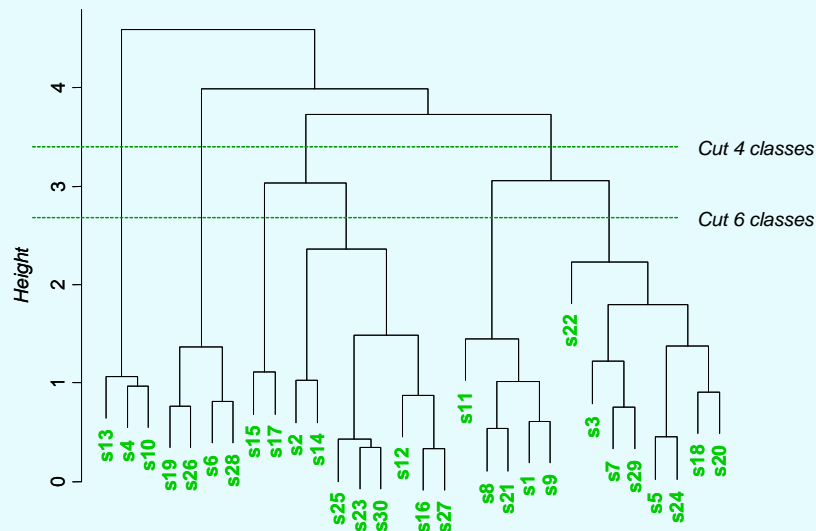 4
Cut 4 classes
3
Cut 6 classes
Height
2
s22
1
s11
s3
s13
s4
s10
s19
s26
s6
s28
s15
s17
s2
s14
s25
s23
s30
s12
s16
s27
s8
s21
s1
s9
s7
s29
s5
s24
s18
s20
0